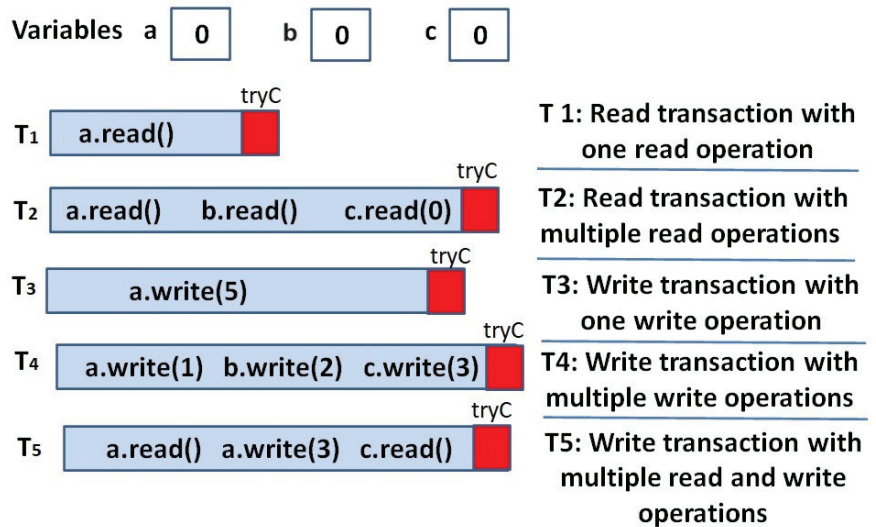 Variables a 0 b 0 c 0
tryC
T1 a.read()
T 1: Read transaction with
one read operation
tryC
T2 a.read() b.read() c.read(0)
T2: Read transaction with
multiple read operations
tryC
T3 a.write(5)
T3: Write transaction with
one write operation
tryC
T4 a.write(1) b.write(2) c.write(3)
T4: Write transaction with
multiple write operations
tryC
T5 a.read() a.write(3) c.read()
T5: Write transaction with
multiple read and write
operations